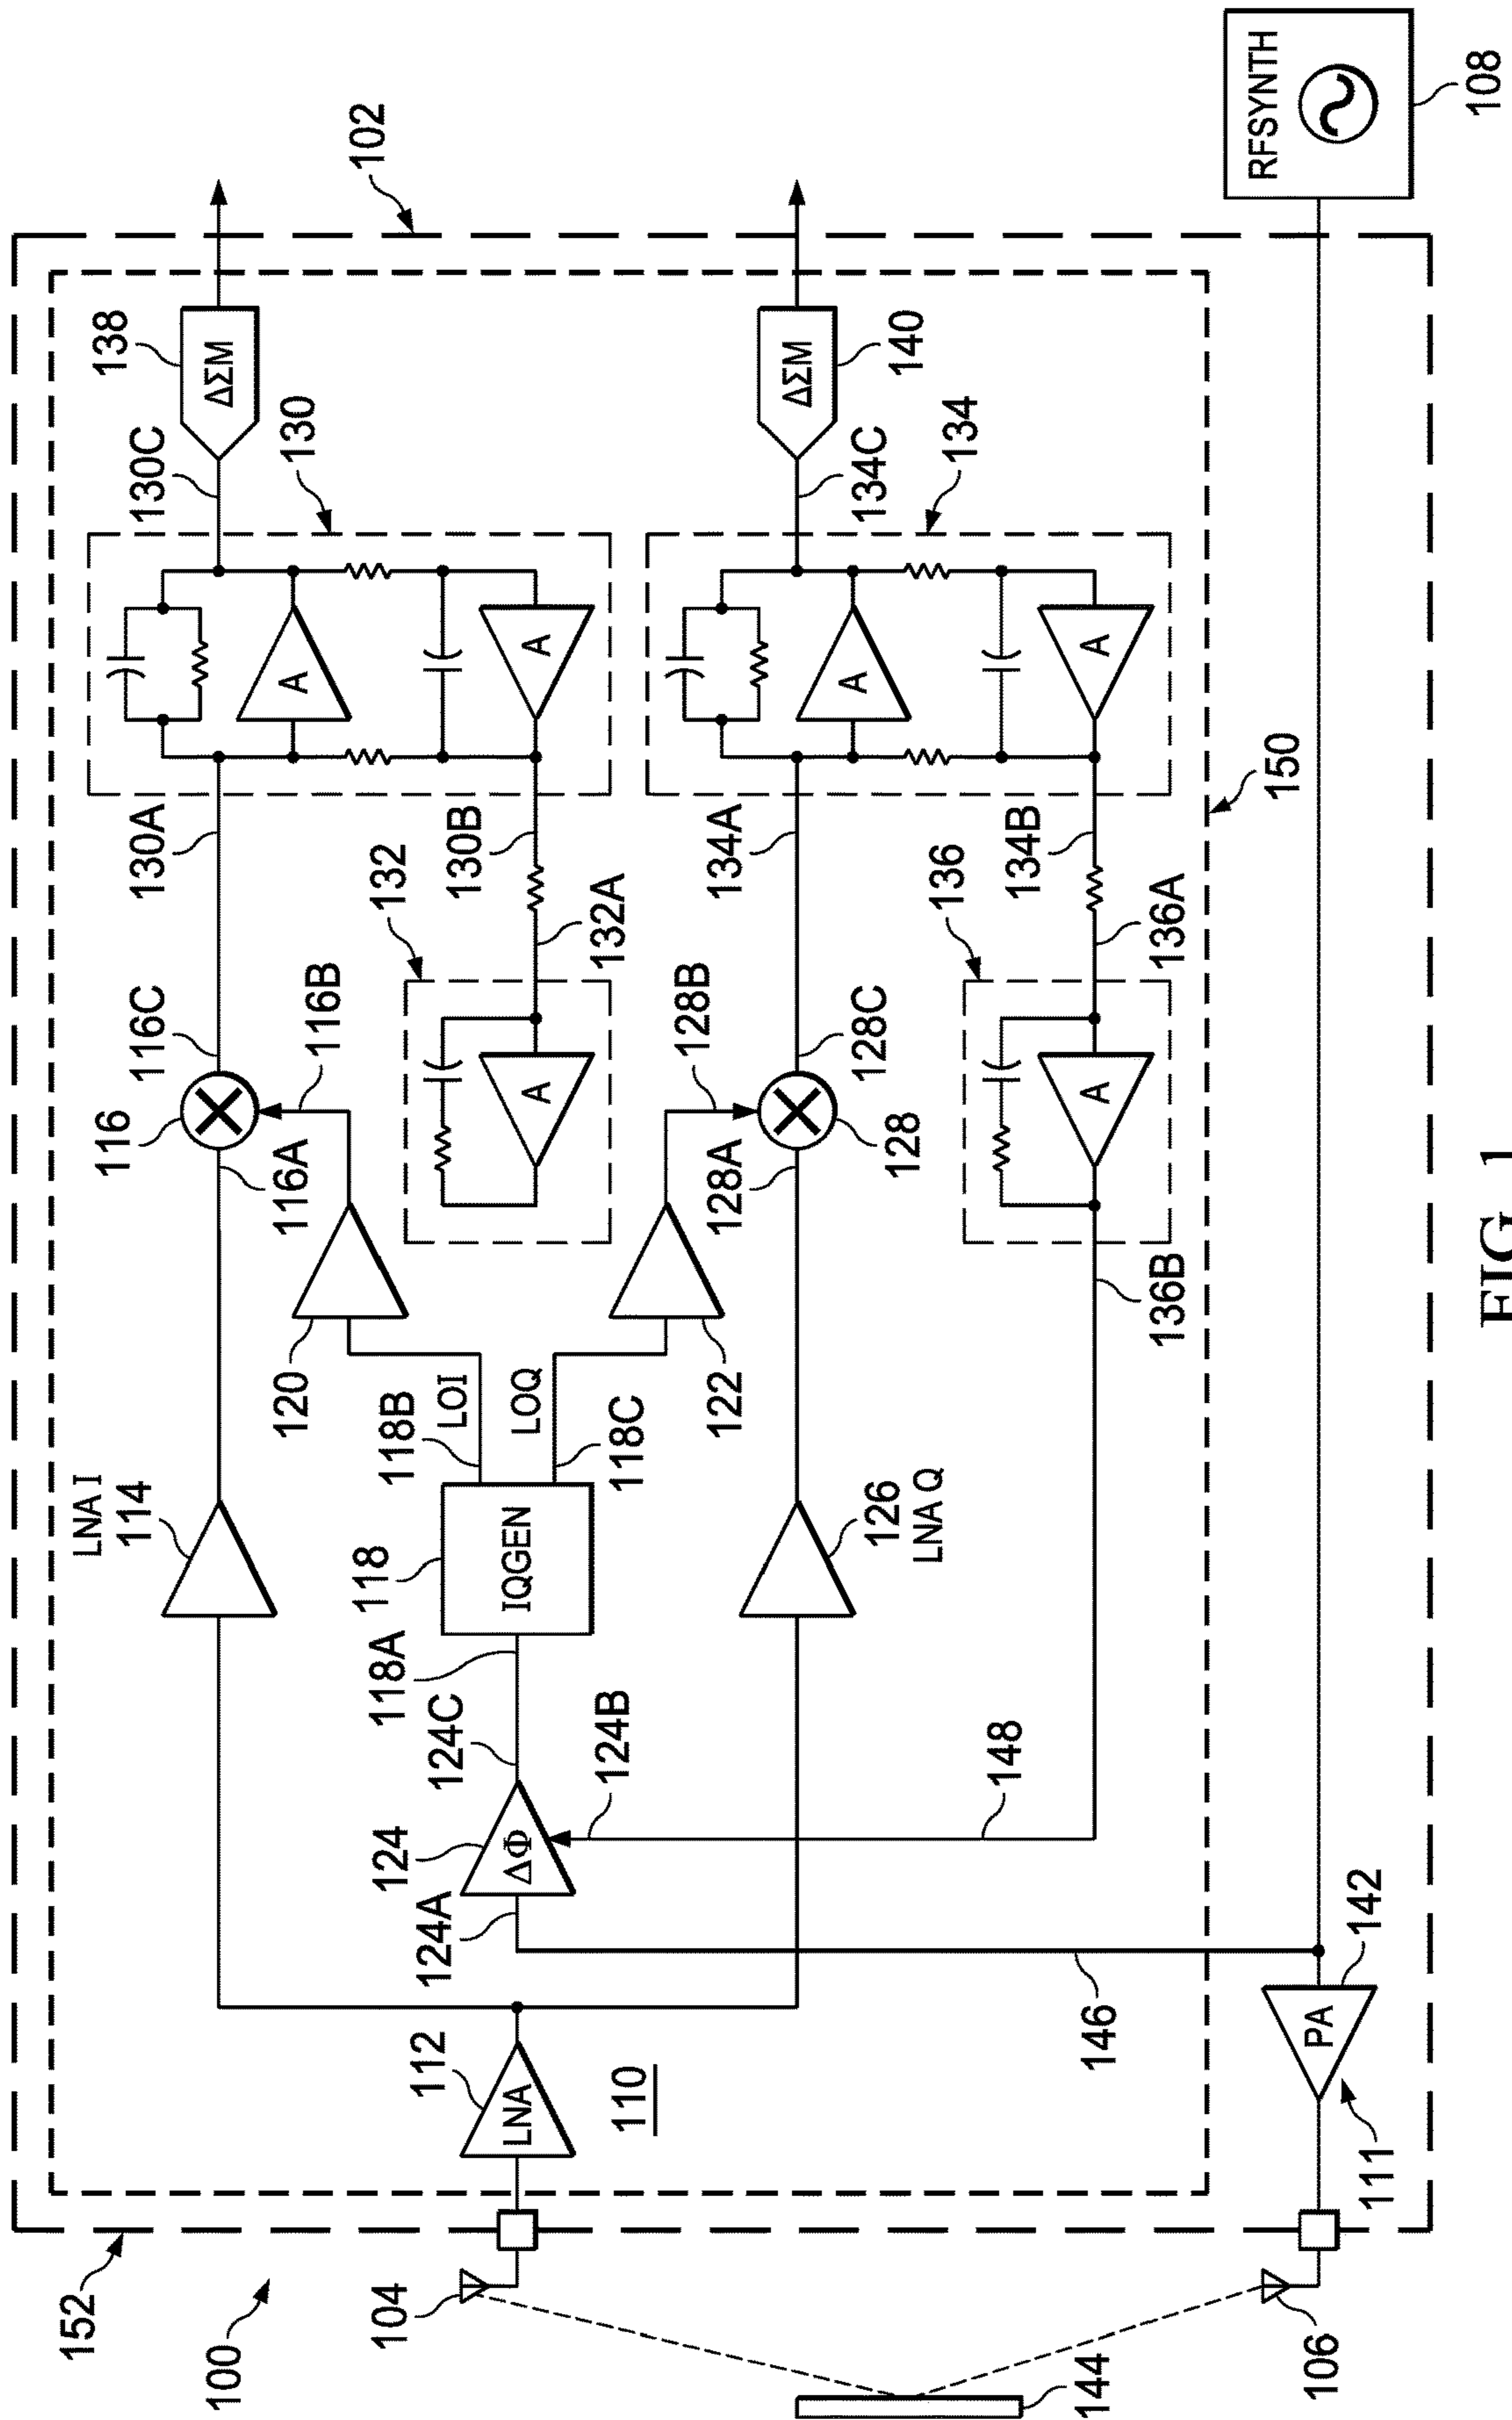 152
LNA I
114
116
130A
130C
138
ΔΣM
100
116C
116A
116B
A
130
102
120
132
104
112
124A
124
124C
118A
118
118B
LOI
130B
A
LNA
ΔΦ
IQGEN
A
LOQ
132A
110
124B
118C
122
128B
128A
134A
134C
ΔΣM
140
126
LNA Q
128
128C
A
144
148
136
134B
134
146
136B
A
136A
A
150
106
111
PA
142
RFSYNTH
108
FIG. 1